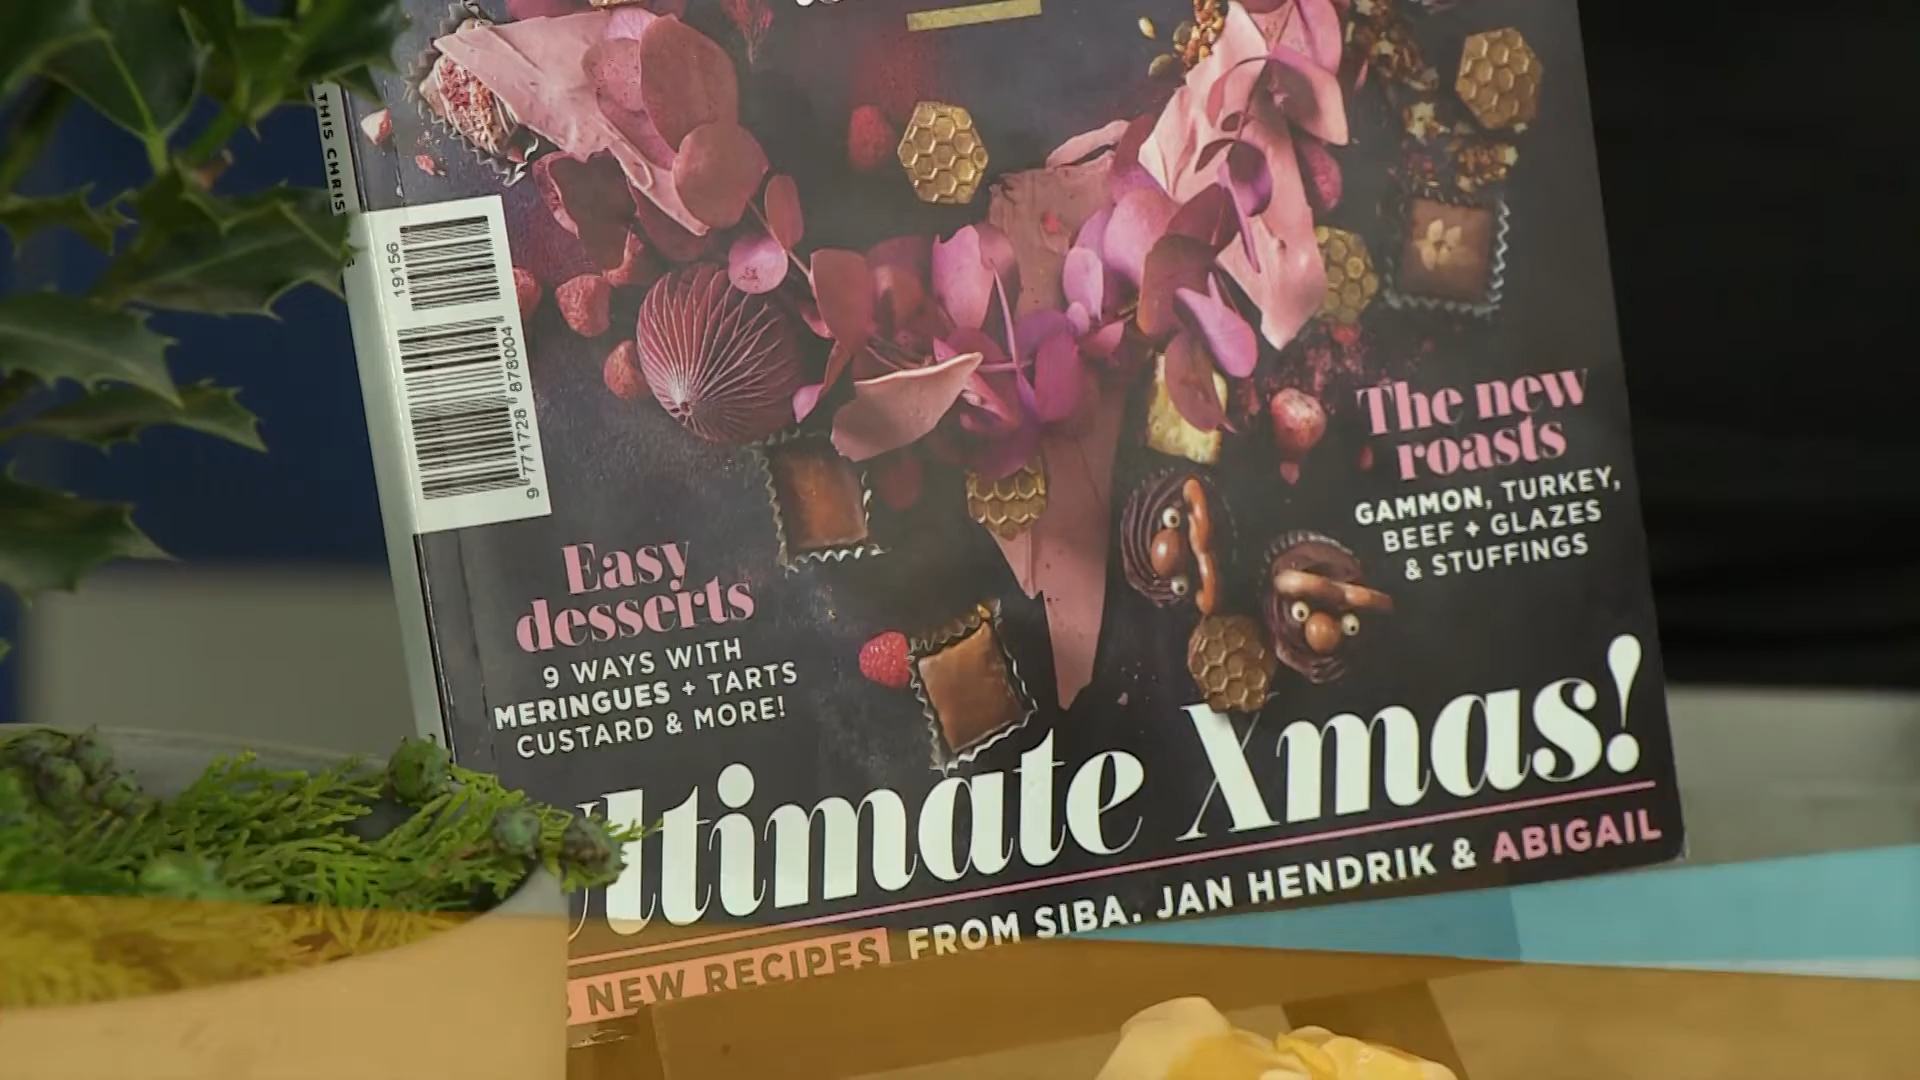 THIS CHRIS
19156
9 771728 878004
The new
roasts
GAMMON, TURKEY,
BEEF + GLAZES
& STUFFINGS
Easy
desserts
9 WAYS WITH
MERINGUES + TARTS
CUSTARD & MORE!
Ultimate Xmas!
NEW RECIPES FROM SIBA, JAN HENDRIK & ABIGAIL